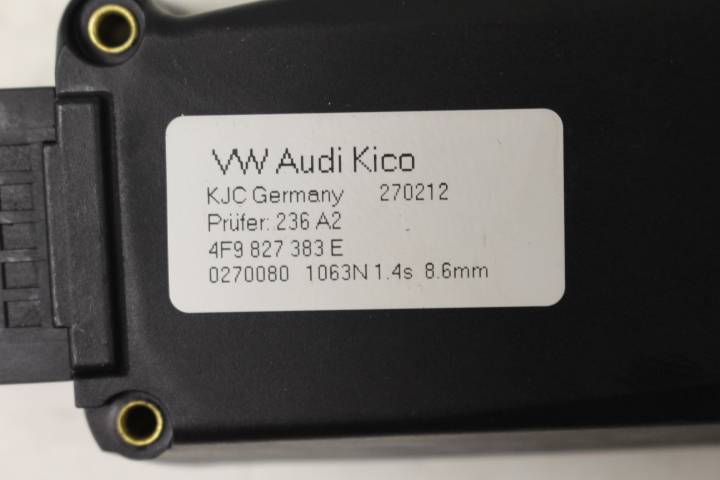 VW Audi Kico
KJC Germany 270212
Prüfer: 236 A2
4F9 827 383 E
0270080 1063N 1.4s 8.6mm